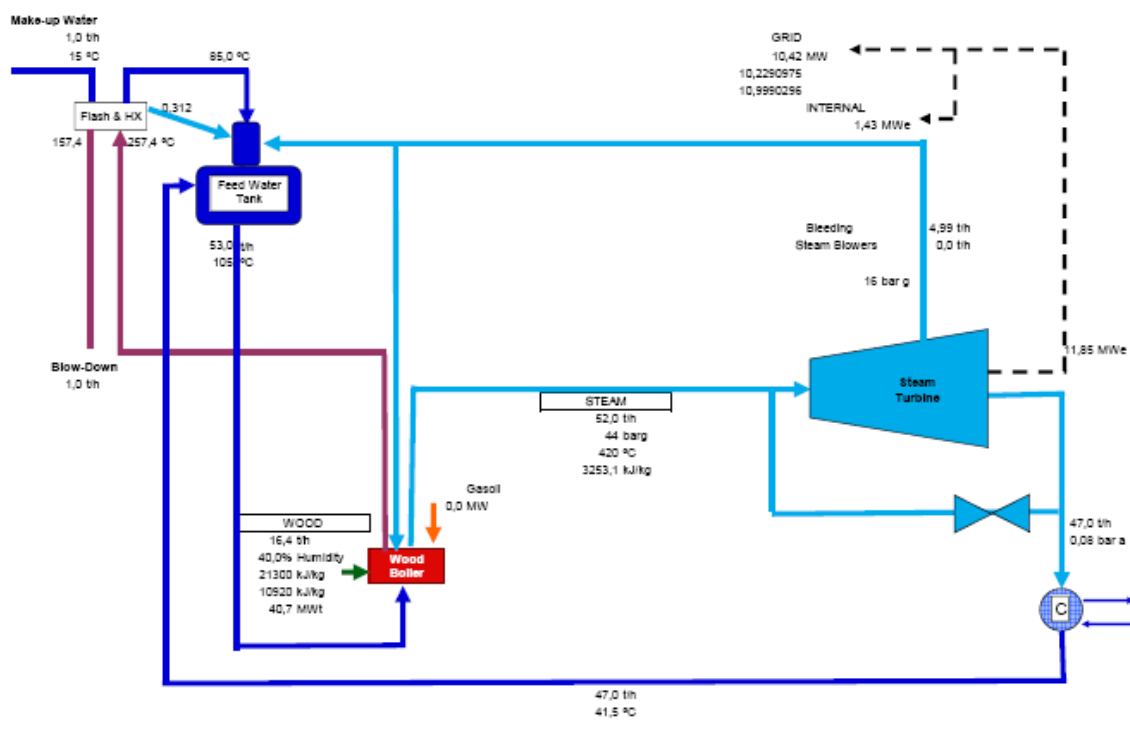 Make-up Water
1,0 t/h
15 ºC
65,0 ºC
Flash & HX
0,312
157,4
257,4 ºC
Feed Water
Tank
53,0 t/h
105 ºC
Blow-Down
1,0 t/h
GRID
10,42 MW
10,2290975
10,9990296
INTERNAL
1,43 MWe
Bleeding
4,99 t/h
Steam Blowers
0,0 t/h
16 bar g
11,85 MWe
Steam
Turbine
STEAM
52,0 t/h
44 barg
420 ºC
3253,1 kJ/kg
Gasoil
0,0 MW
WOOD
16,4 t/h
40,0% Humidity
21300 kJ/kg
10920 kJ/kg
40,7 MWt
Wood
Boiler
47,0 t/h
0,08 bar a
C
47,0 t/h
41,5 ºC